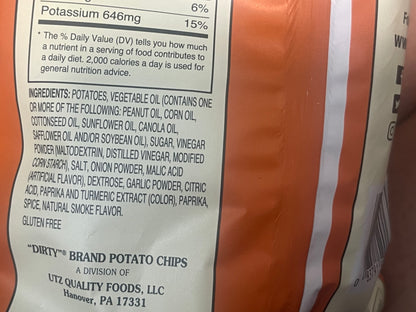 6%
Potassium 646mg 15%
* The % Daily Value (DV) tells you how much
a nutrient in a serving of food contributes to
a daily diet. 2,000 calories a day is used for
general nutrition advice.
INGREDIENTS: POTATOES, VEGETABLE OIL (CONTAINS ONE
OR MORE OF THE FOLLOWING: PEANUT OIL, CORN OIL,
COTTONSEED OIL, SUNFLOWER OIL, CANOLA OIL,
SAFFLOWER OIL AND/OR SOYBEAN OIL), SUGAR, VINEGAR
POWDER (MALTODEXTRIN, DISTILLED VINEGAR, MODIFIED
CORN STARCH), SALT, ONION POWDER, MALIC ACID
(ARTIFICIAL FLAVOR), DEXTROSE, GARLIC POWDER, CITRIC
ACID, PAPRIKA AND TURMERIC EXTRACT (COLOR), PAPRIKA,
SPICE, NATURAL SMOKE FLAVOR.
GLUTEN FREE
"DIRTY"® BRAND POTATO CHIPS
A DIVISION OF
UTZ QUALITY FOODS, LLC
Hanover, PA 17331